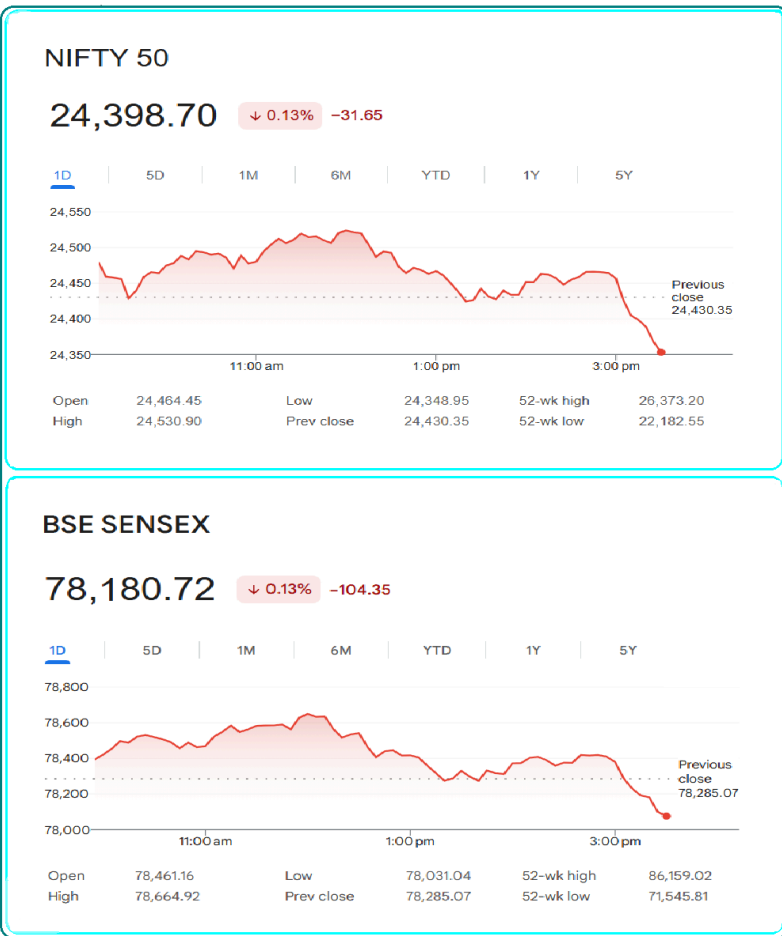 NIFTY 50
24,398.70 ↓ 0.13% −31.65
1D 5D 1M 6M YTD 1Y 5Y
24,550
24,500
24,450
24,400
24,350
Previous
close
24,430.35
11:00 am 1:00 pm 3:00 pm
Open 24,464.45 Low 24,348.95 52-wk high 26,373.20
High 24,530.90 Prev close 24,430.35 52-wk low 22,182.55
BSE SENSEX
78,180.72 ↓ 0.13% −104.35
1D 5D 1M 6M YTD 1Y 5Y
78,800
78,600
78,400
78,200
78,000
Previous
close
78,285.07
11:00 am 1:00 pm 3:00 pm
Open 78,461.16 Low 78,031.04 52-wk high 86,159.02
High 78,664.92 Prev close 78,285.07 52-wk low 71,545.81